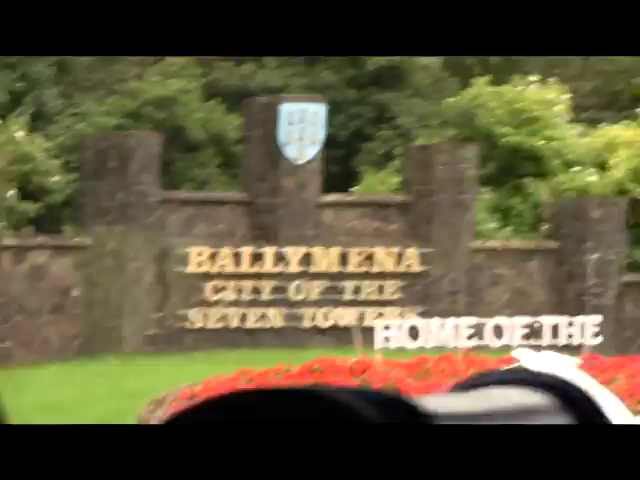 BALLYMENA
CITY OF THE
SEVEN TOWERS
HOME OF THE